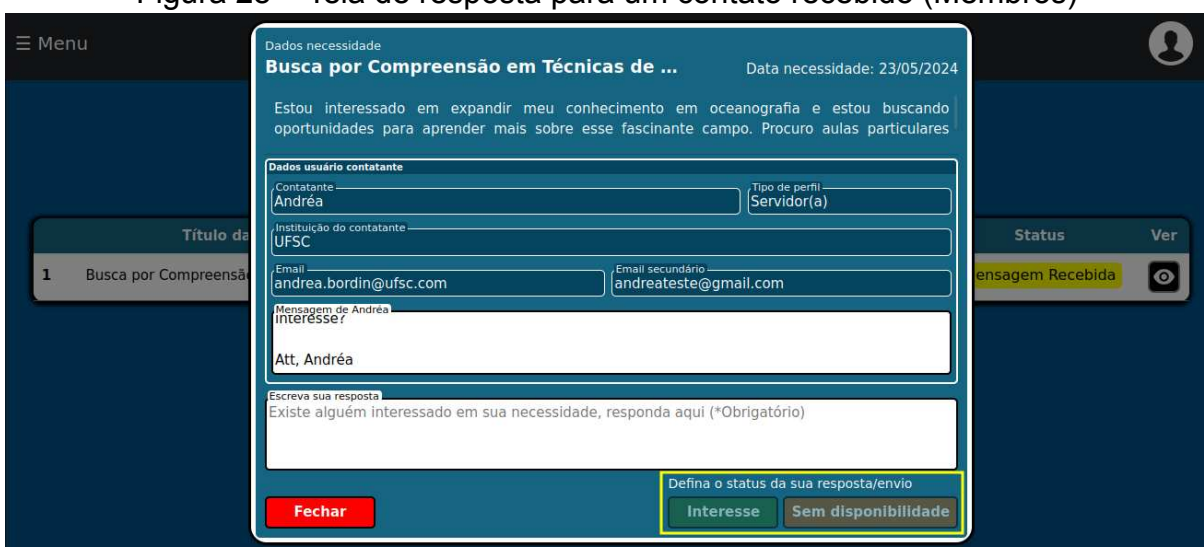 ☰ Menu
Dados necessidade
Busca por Compreensão em Técnicas de ...
Data necessidade: 23/05/2024
Estou interessado em expandir meu conhecimento em oceanografia e estou buscando
oportunidades para aprender mais sobre esse fascinante campo. Procuro aulas particulares
Dados usuário contatante
Contatante
Andréa
Tipo de perfil
Servidor(a)
Instituição do contatante
UFSC
Email
andrea.bordin@ufsc.com
Email secundário
andreateste@gmail.com
Mensagem de Andréa
interesse?
Att, Andréa
Escreva sua resposta
Existe alguém interessado em sua necessidade, responda aqui (*Obrigatório)
Defina o status da sua resposta/envio
Fechar
Interesse
Sem disponibilidade
Título da
Status
Ver
1 Busca por
Recebida